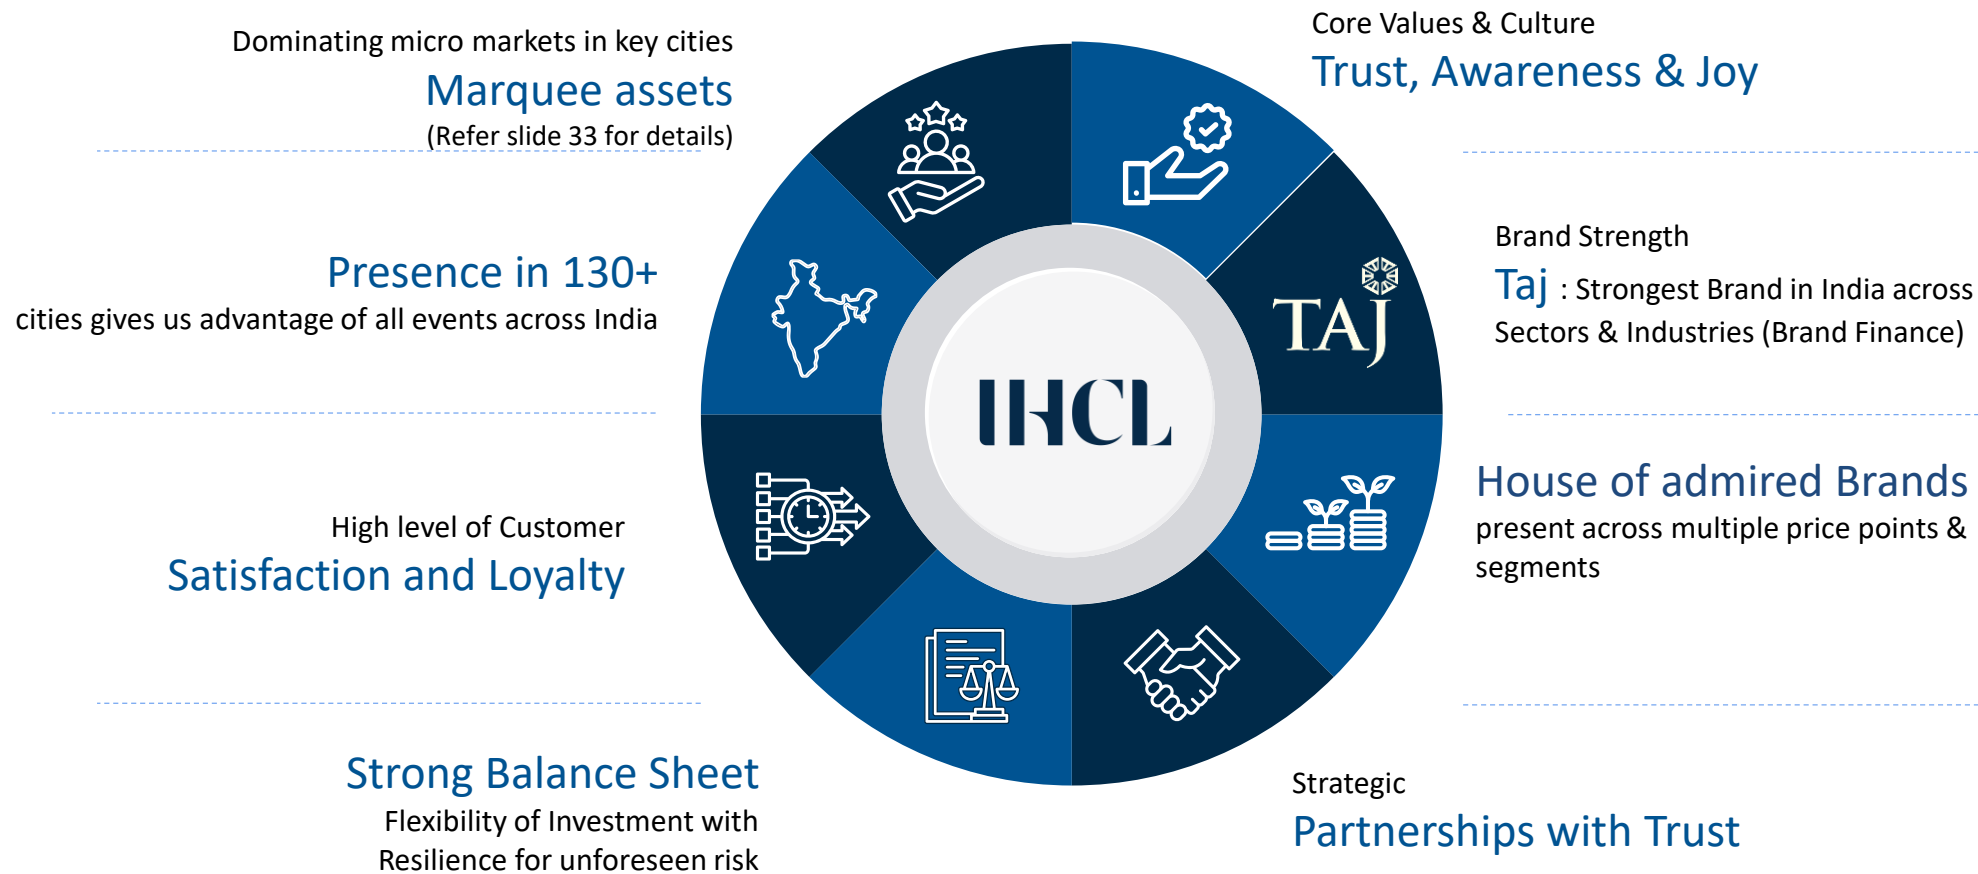 Dominating micro markets in key cities
Marquee assets
(Refer slide 33 for details)
Presence in 130+
cities gives us advantage of all events across India
High level of Customer
Satisfaction and Loyalty
Strong Balance Sheet
Flexibility of Investment with
Resilience for unforeseen risk
IHCL
TAJ
Core Values & Culture
Trust, Awareness & Joy
Brand Strength
Taj : Strongest Brand in India across
Sectors & Industries (Brand Finance)
House of admired Brands
present across multiple price points &
segments
Strategic
Partnerships with Trust